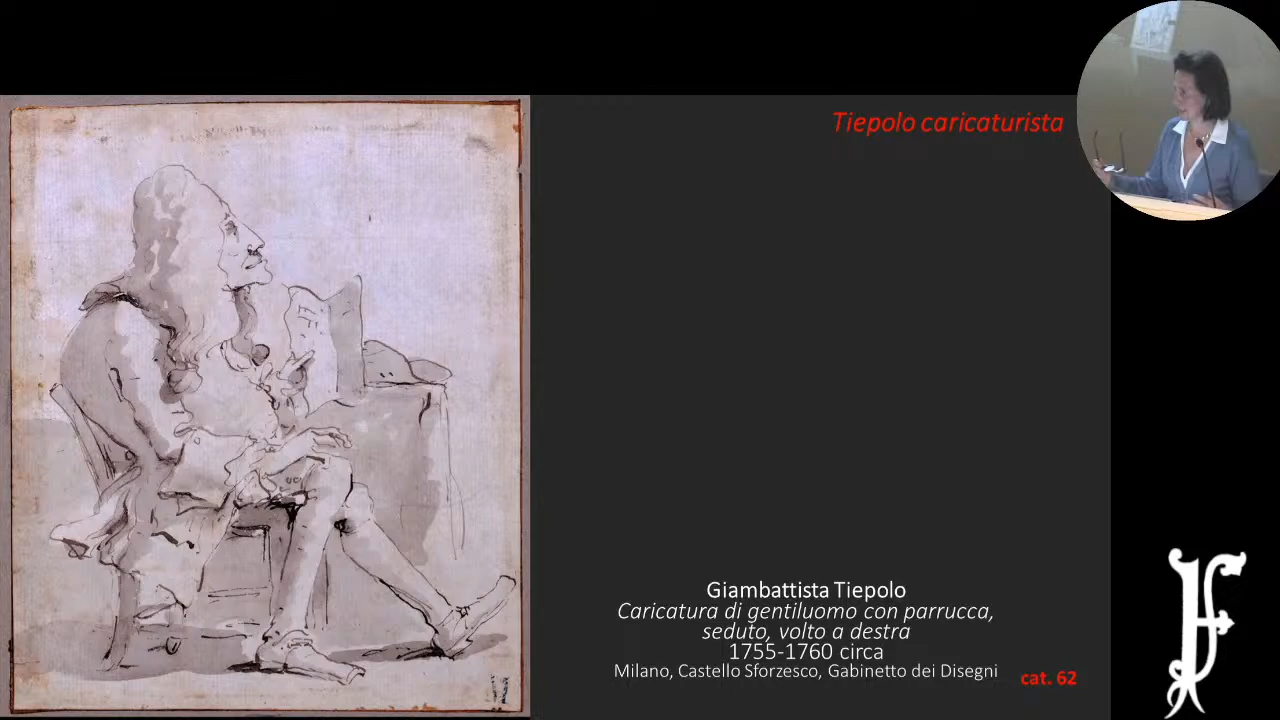 Tiepolo caricaturista
Giambattista Tiepolo
Caricatura di gentiluomo con parrucca,
seduto, volto a destra
1755-1760 circa
Milano, Castello Sforzesco, Gabinetto dei Disegni
cat. 62